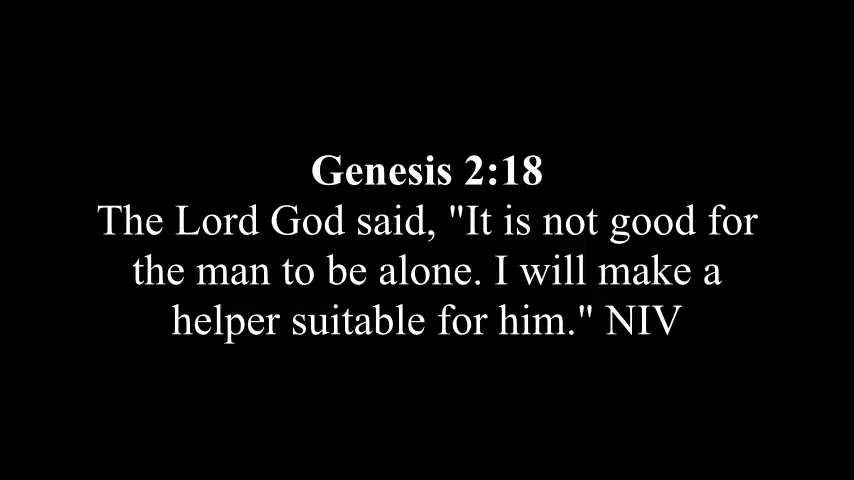 Genesis 2:18
The Lord God said, "It is not good for
the man to be alone. I will make a
helper suitable for him." NIV